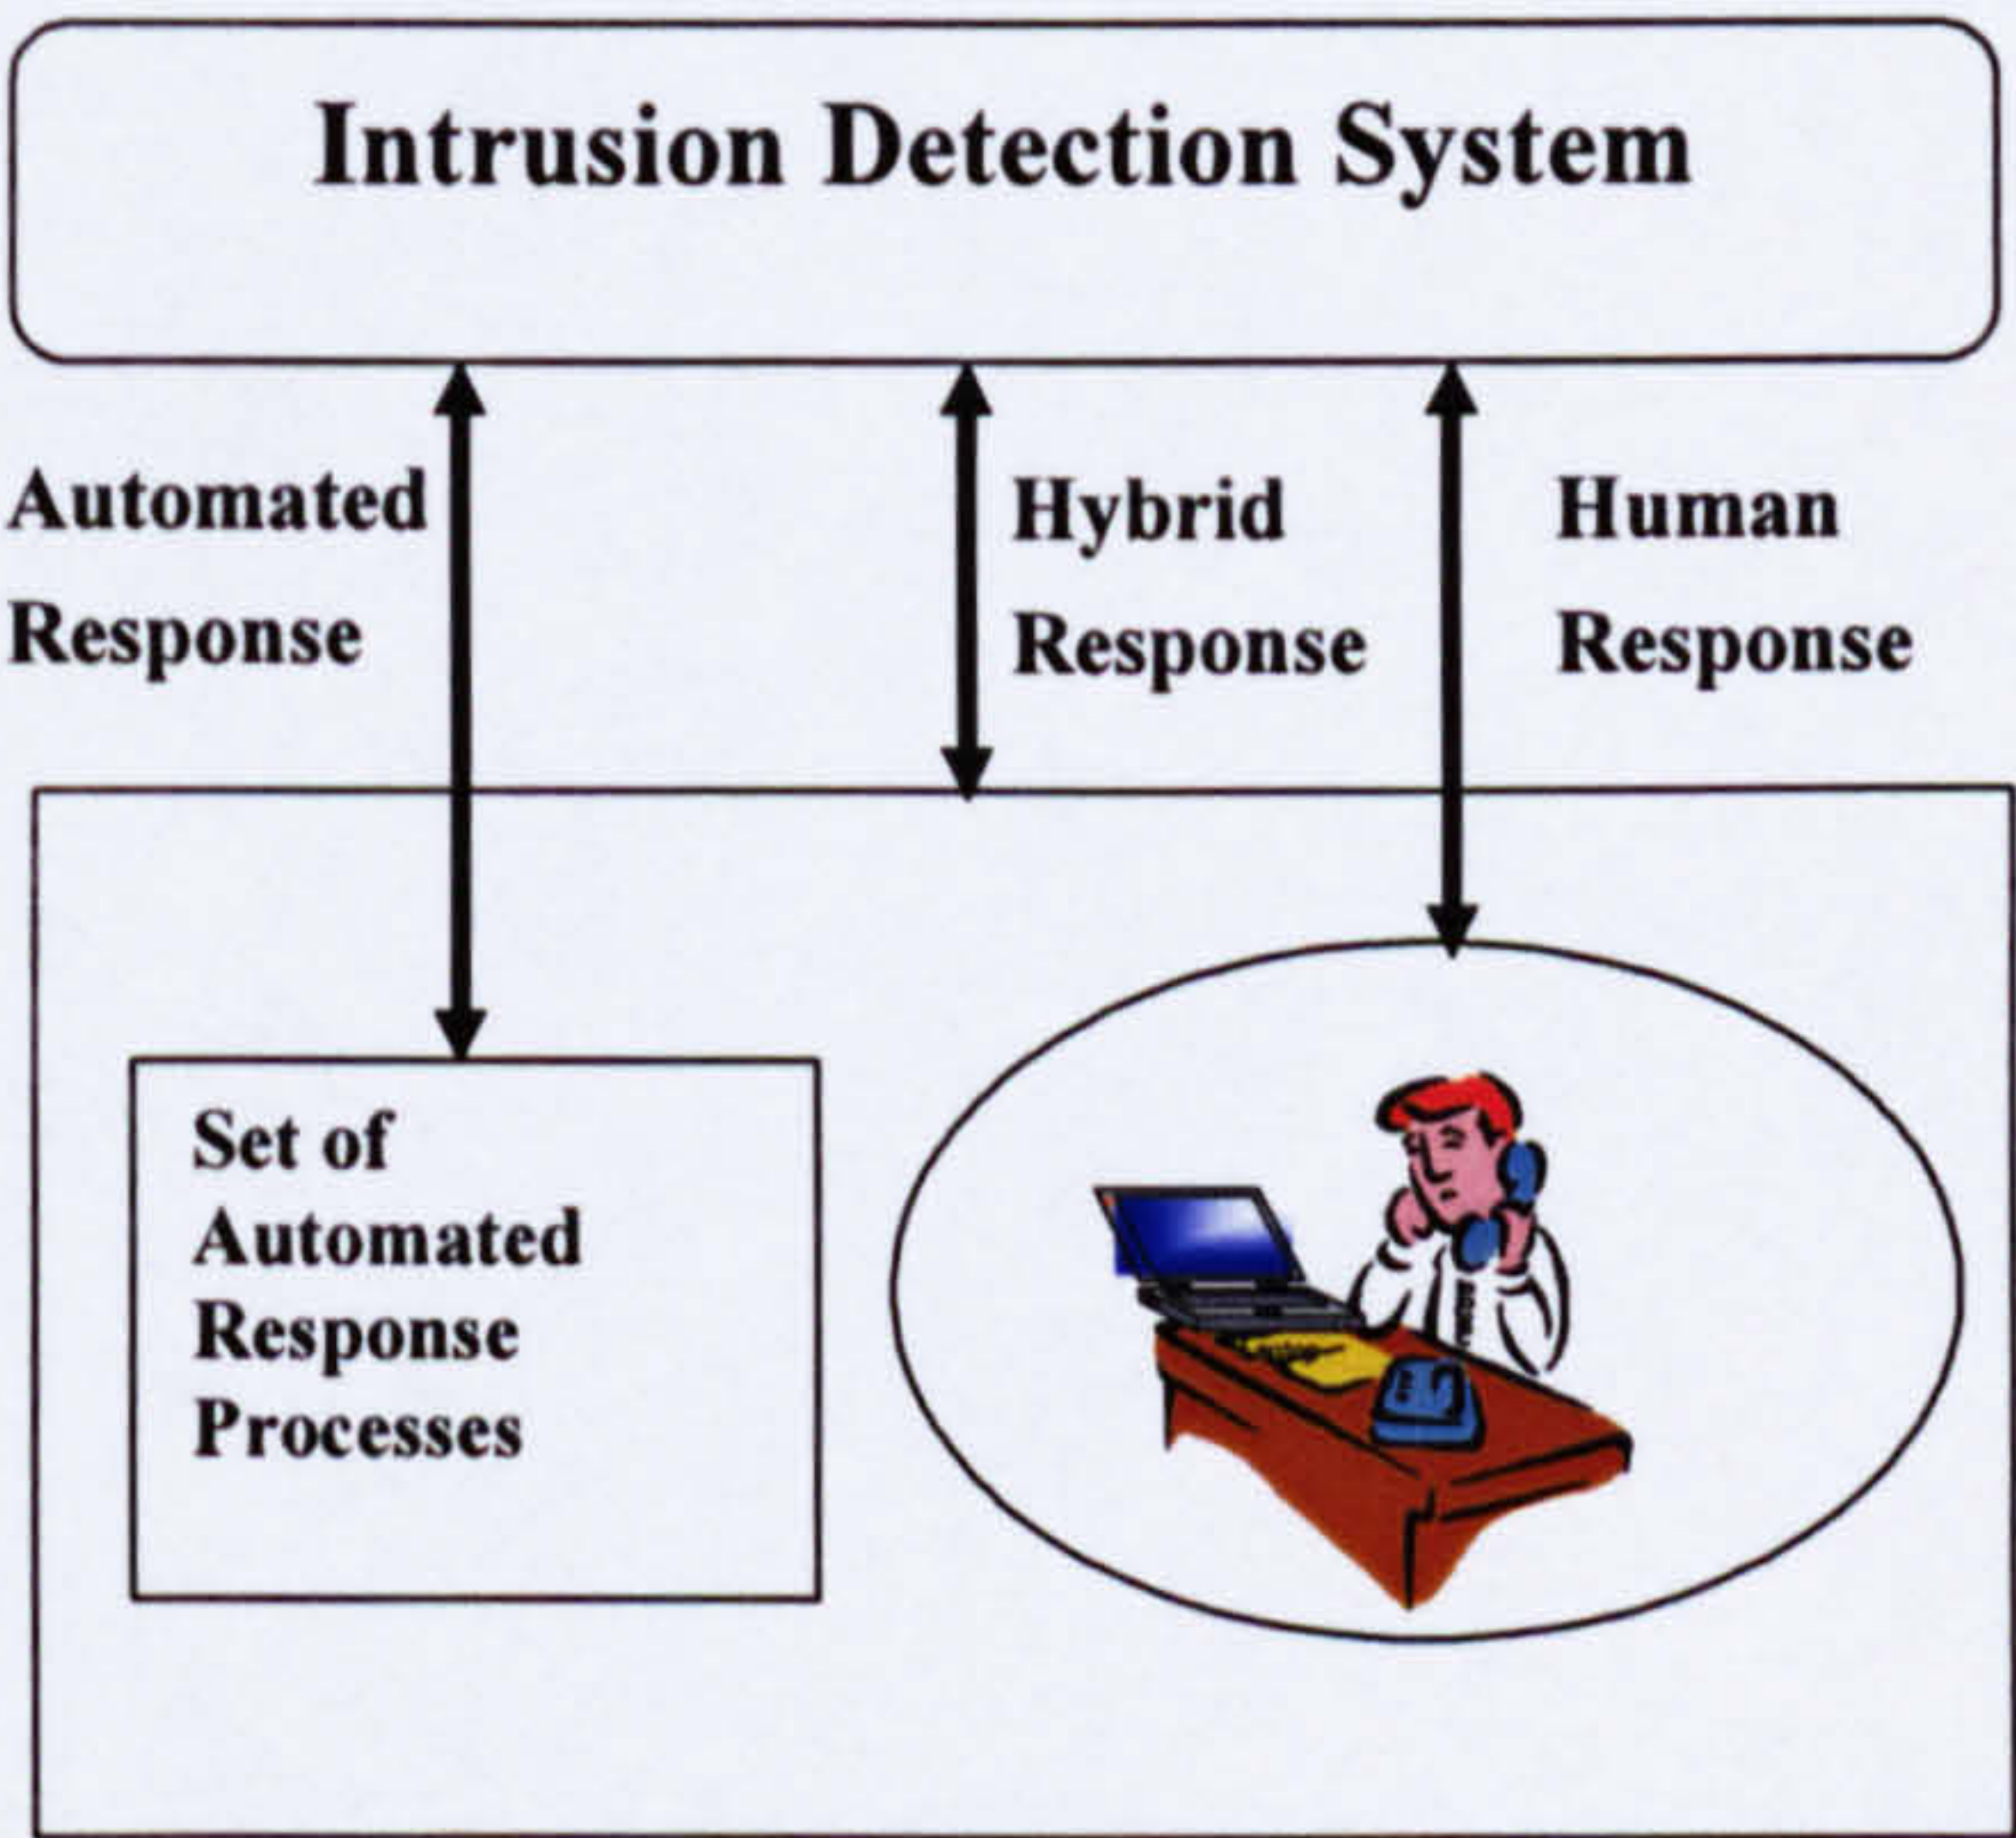 Intrusion Detection System
Automated
Response
Hybrid
Response
Human
Response
Set of
Automated
Response
Processes